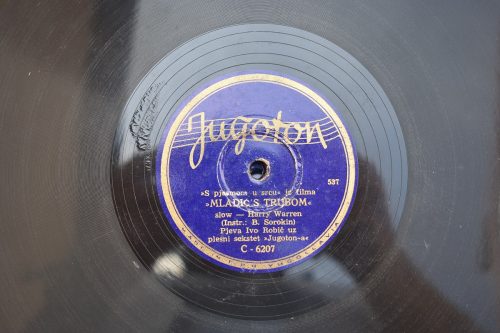 Jugoton
»S pjesmom u srcu« iz filma
537
»MLADIĆ S TRUBOM«
slow — Harry Warren
(Instr.: B. Sorokin)
Pjeva Ivo Robić uz
plesni sekstet »Jugoton-a«
C - 6207